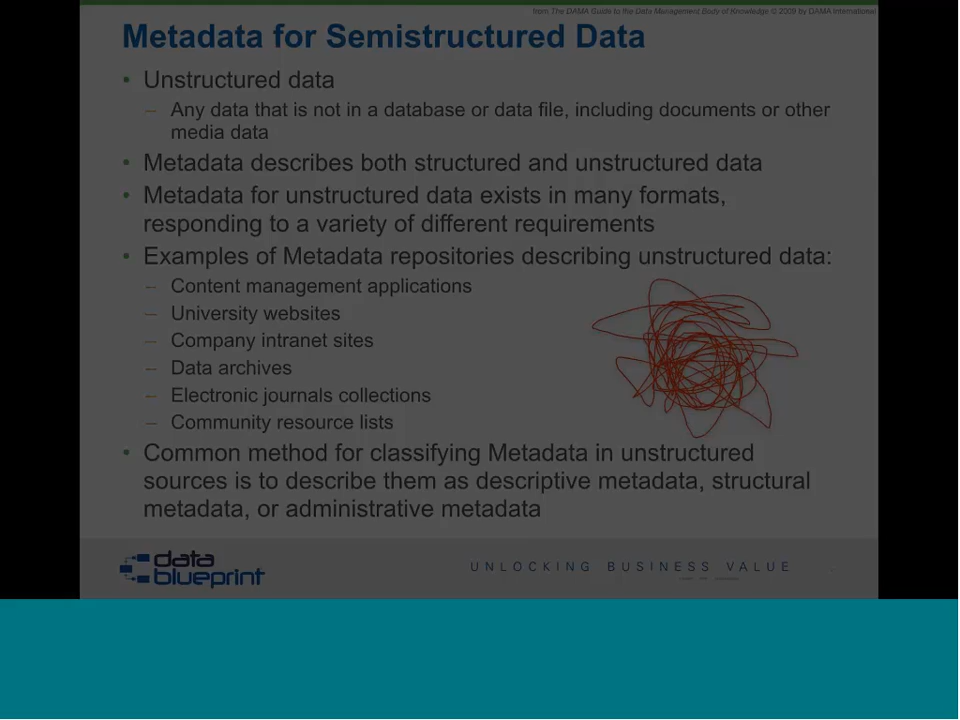 from The DAMA Guide to the Data Management Body of Knowledge © 2009 by DAMA International
Metadata for Semistructured Data
• Unstructured data
– Any data that is not in a database or data file, including documents or other
media data
• Metadata describes both structured and unstructured data
• Metadata for unstructured data exists in many formats,
responding to a variety of different requirements
• Examples of Metadata repositories describing unstructured data:
– Content management applications
– University websites
– Company intranet sites
– Data archives
– Electronic journals collections
– Community resource lists
• Common method for classifying Metadata in unstructured
sources is to describe them as descriptive metadata, structural
metadata, or administrative metadata
data
blueprint
UNLOCKING BUSINESS VALUE